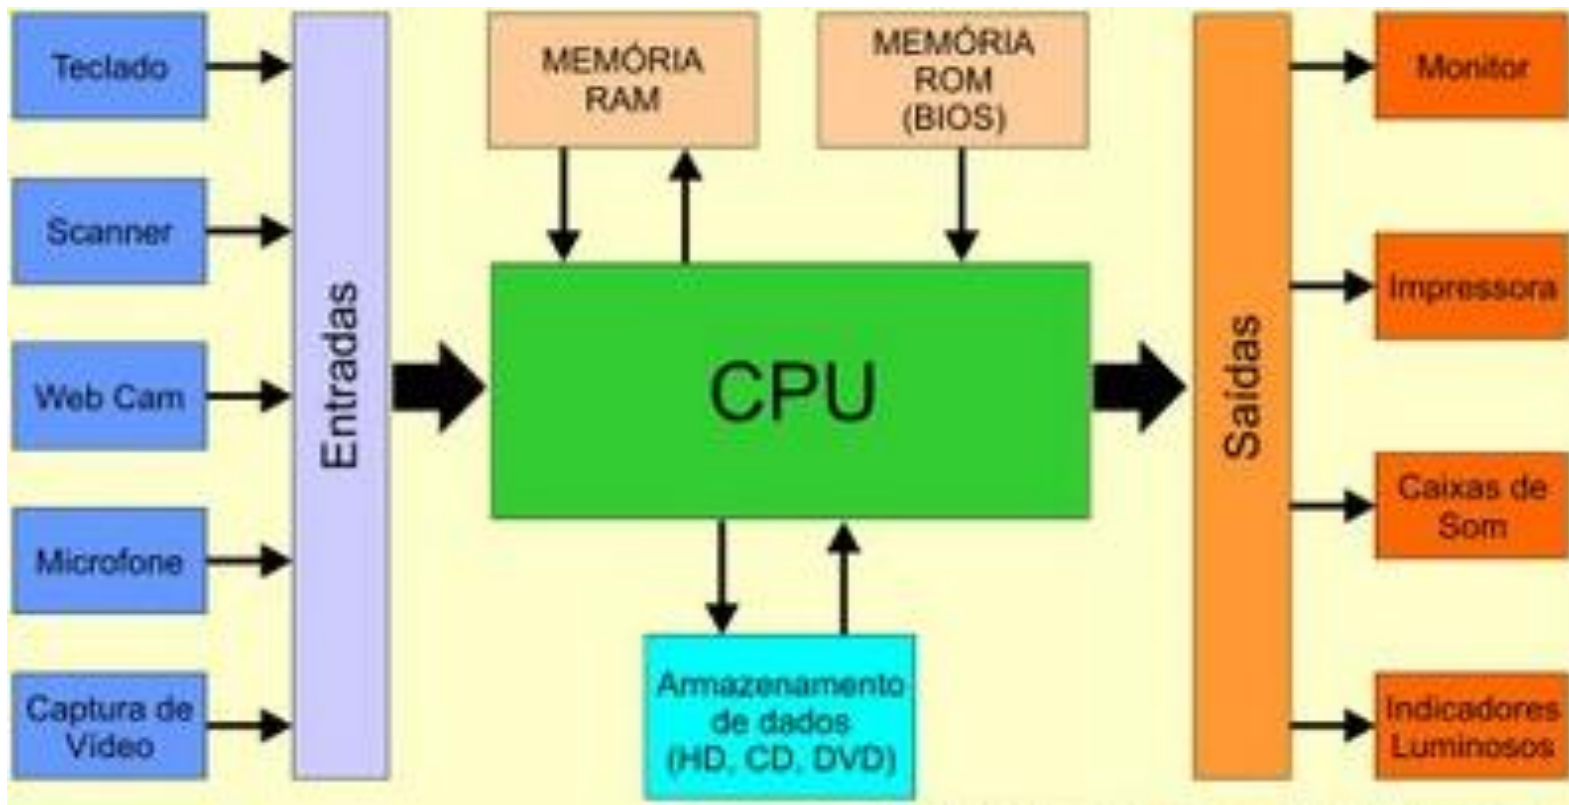 Teclado
Scanner
Web Cam
Microfone
Captura de
Vídeo
Entradas
MEMÓRIA
RAM
MEMÓRIA
ROM
(BIOS)
CPU
Armazenamento
de dados
(HD, CD, DVD)
Saídas
Monitor
Impressora
Caixas de
Som
Indicadores
Luminosos